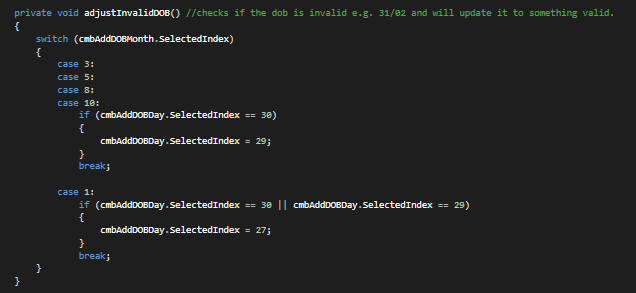 private void adjustInvalidDOB() //checks if the dob is invalid e.g. 31/02 and will update it to something valid.
{
    switch (cmbAddDOBMonth.SelectedIndex)
    {
        case 3:
        case 5:
        case 8:
        case 10:
            if (cmbAddDOBDay.SelectedIndex == 30)
            {
                cmbAddDOBDay.SelectedIndex = 29;
            }
            break;

        case 1:
            if (cmbAddDOBDay.SelectedIndex == 30 || cmbAddDOBDay.SelectedIndex == 29)
            {
                cmbAddDOBDay.SelectedIndex = 27;
            }
            break;
    }
}